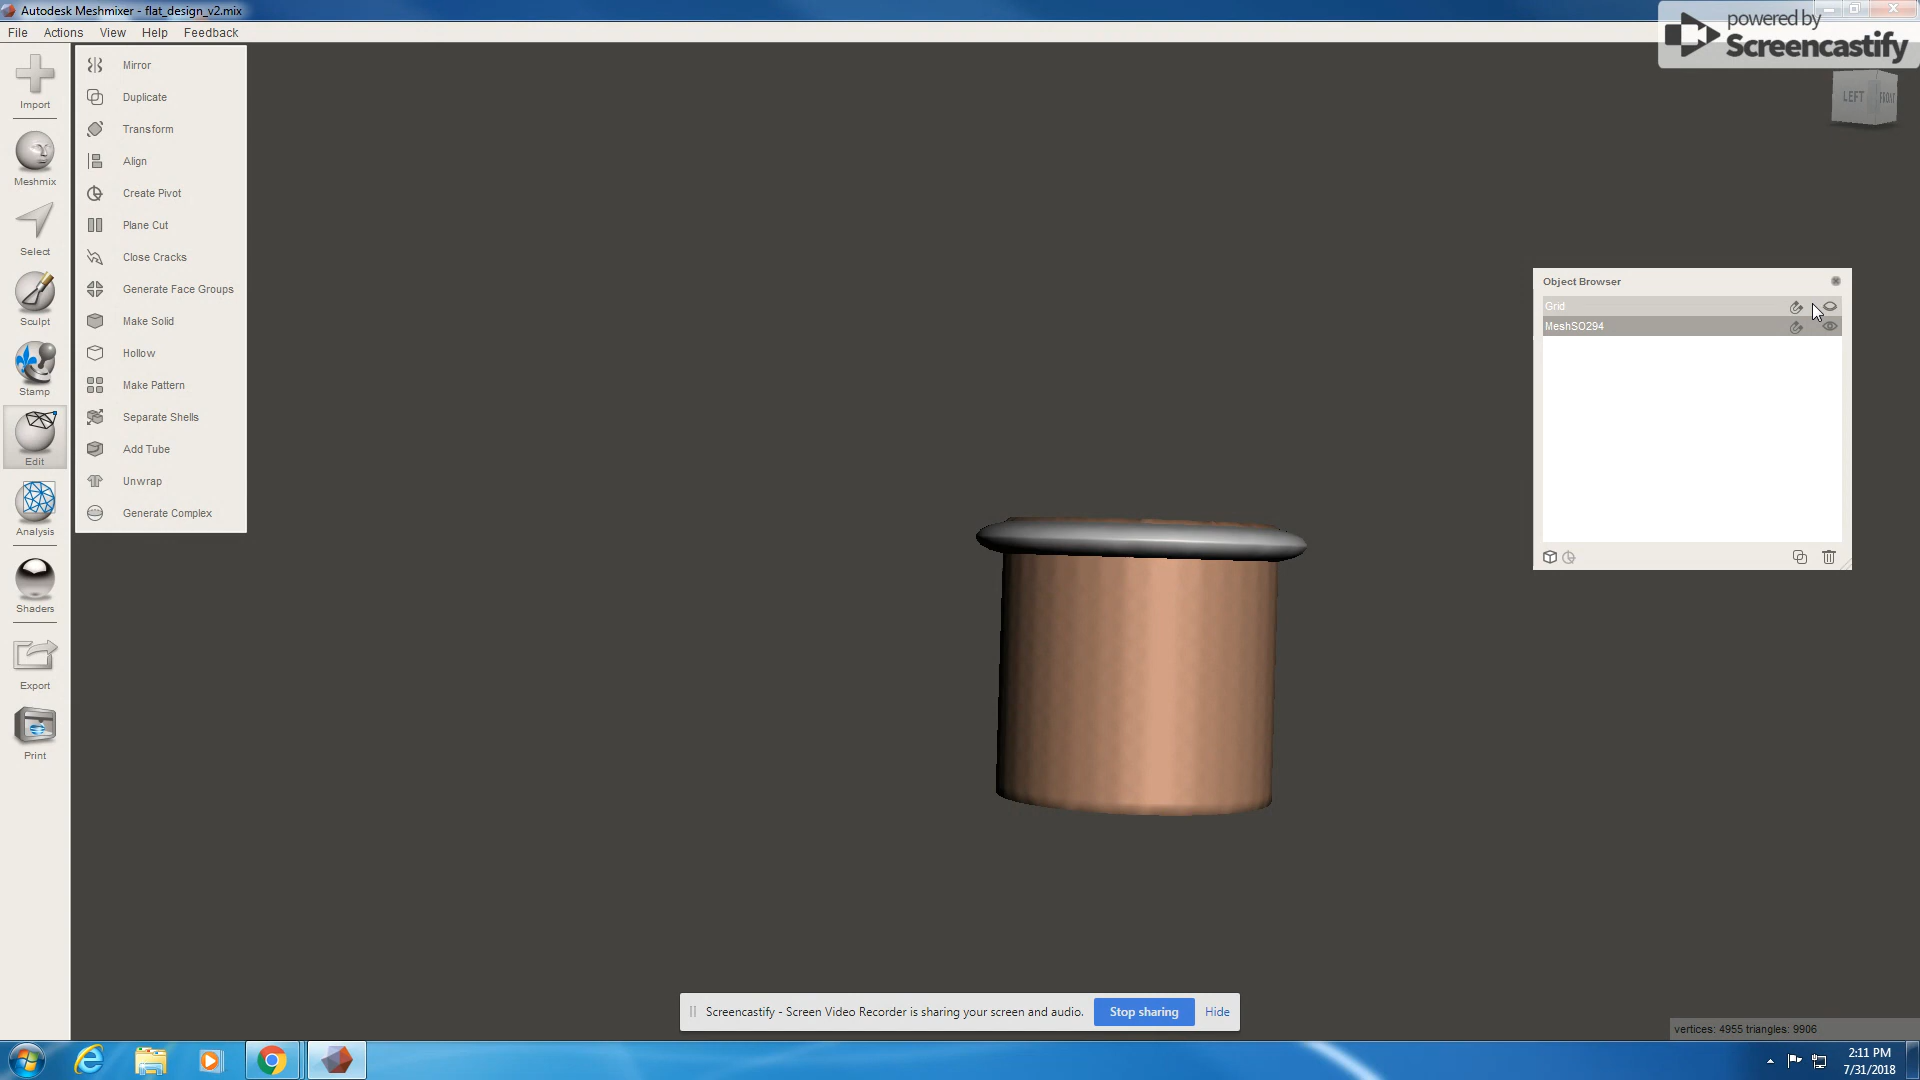 Autodesk Meshmixer - flat_design_v2.mix
File Actions View Help Feedback
powered by
Screencastify
LEFT FRONT
Import
Meshmix
Select
Sculpt
Stamp
Edit
Analysis
Shaders
Export
Print
Mirror
Duplicate
Transform
Align
Create Pivot
Plane Cut
Close Cracks
Generate Face Groups
Make Solid
Hollow
Make Pattern
Separate Shells
Add Tube
Unwrap
Generate Complex
Object Browser
Grid
MeshSO294
Screencastify - Screen Video Recorder is sharing your screen and audio.
Stop sharing
Hide
vertices: 4955 triangles: 9906
2:11 PM
7/31/2018